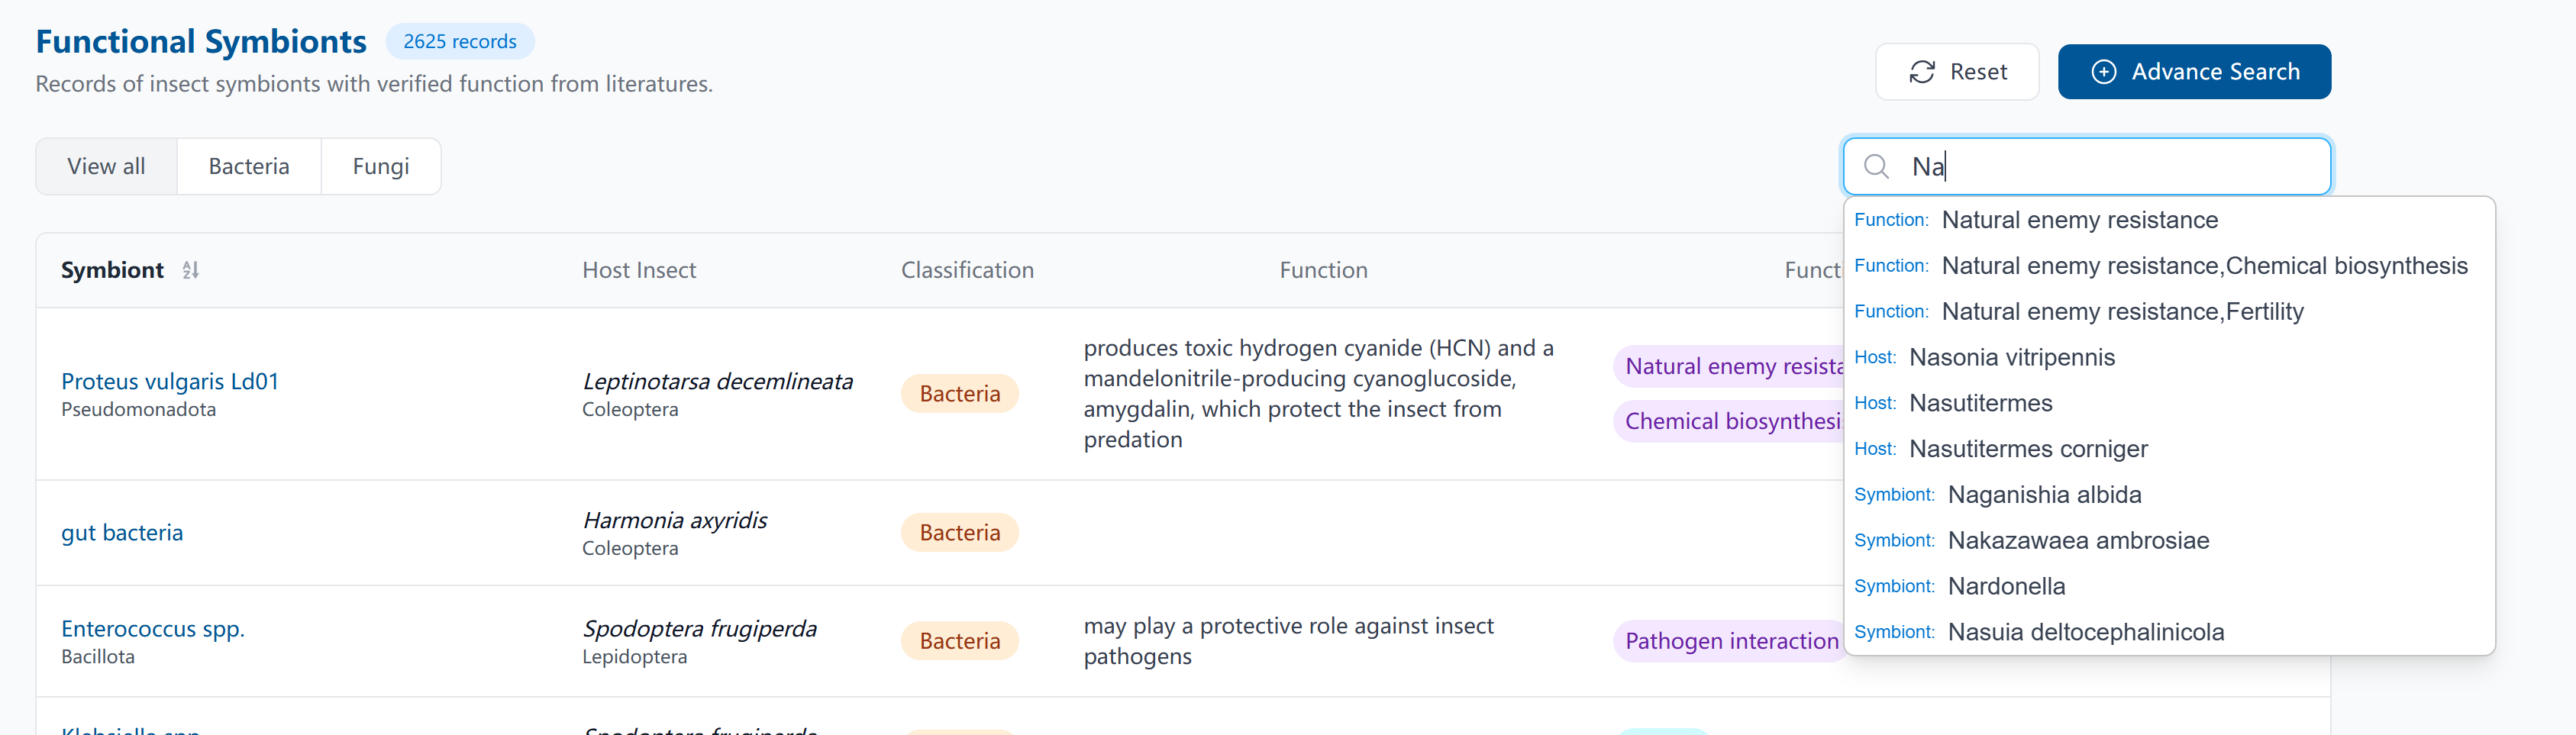 Functional Symbionts 2625 records
Records of insect symbionts with verified function from literatures.
Reset
Advance Search
View all
Bacteria
Fungi
Na
Function: Natural enemy resistance
Function: Natural enemy resistance,Chemical biosynthesis
Function: Natural enemy resistance,Fertility
Host: Nasonia vitripennis
Host: Nasutitermes
Host: Nasutitermes corniger
Symbiont: Naganishia albida
Symbiont: Nakazawaea ambrosiae
Symbiont: Nardonella
Symbiont: Nasuia deltocephalinicola
Symbiont
Host Insect
Classification
Function
Functi
Proteus vulgaris Ld01
Pseudomonadota
Leptinotarsa decemlineata
Coleoptera
Bacteria
produces toxic hydrogen cyanide (HCN) and a
mandelonitrile-producing cyanoglucoside,
amygdalin, which protect the insect from
predation
Natural enemy resista
Chemical biosynthesi
gut bacteria
Harmonia axyridis
Coleoptera
Bacteria
Enterococcus spp.
Bacillota
Spodoptera frugiperda
Lepidoptera
Bacteria
may play a protective role against insect
pathogens
Pathogen interaction